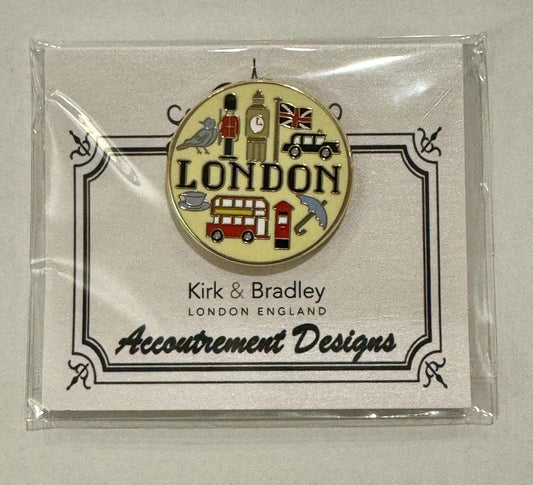 LONDON
Kirk & Bradley
LONDON ENGLAND
Accoutrement Designs